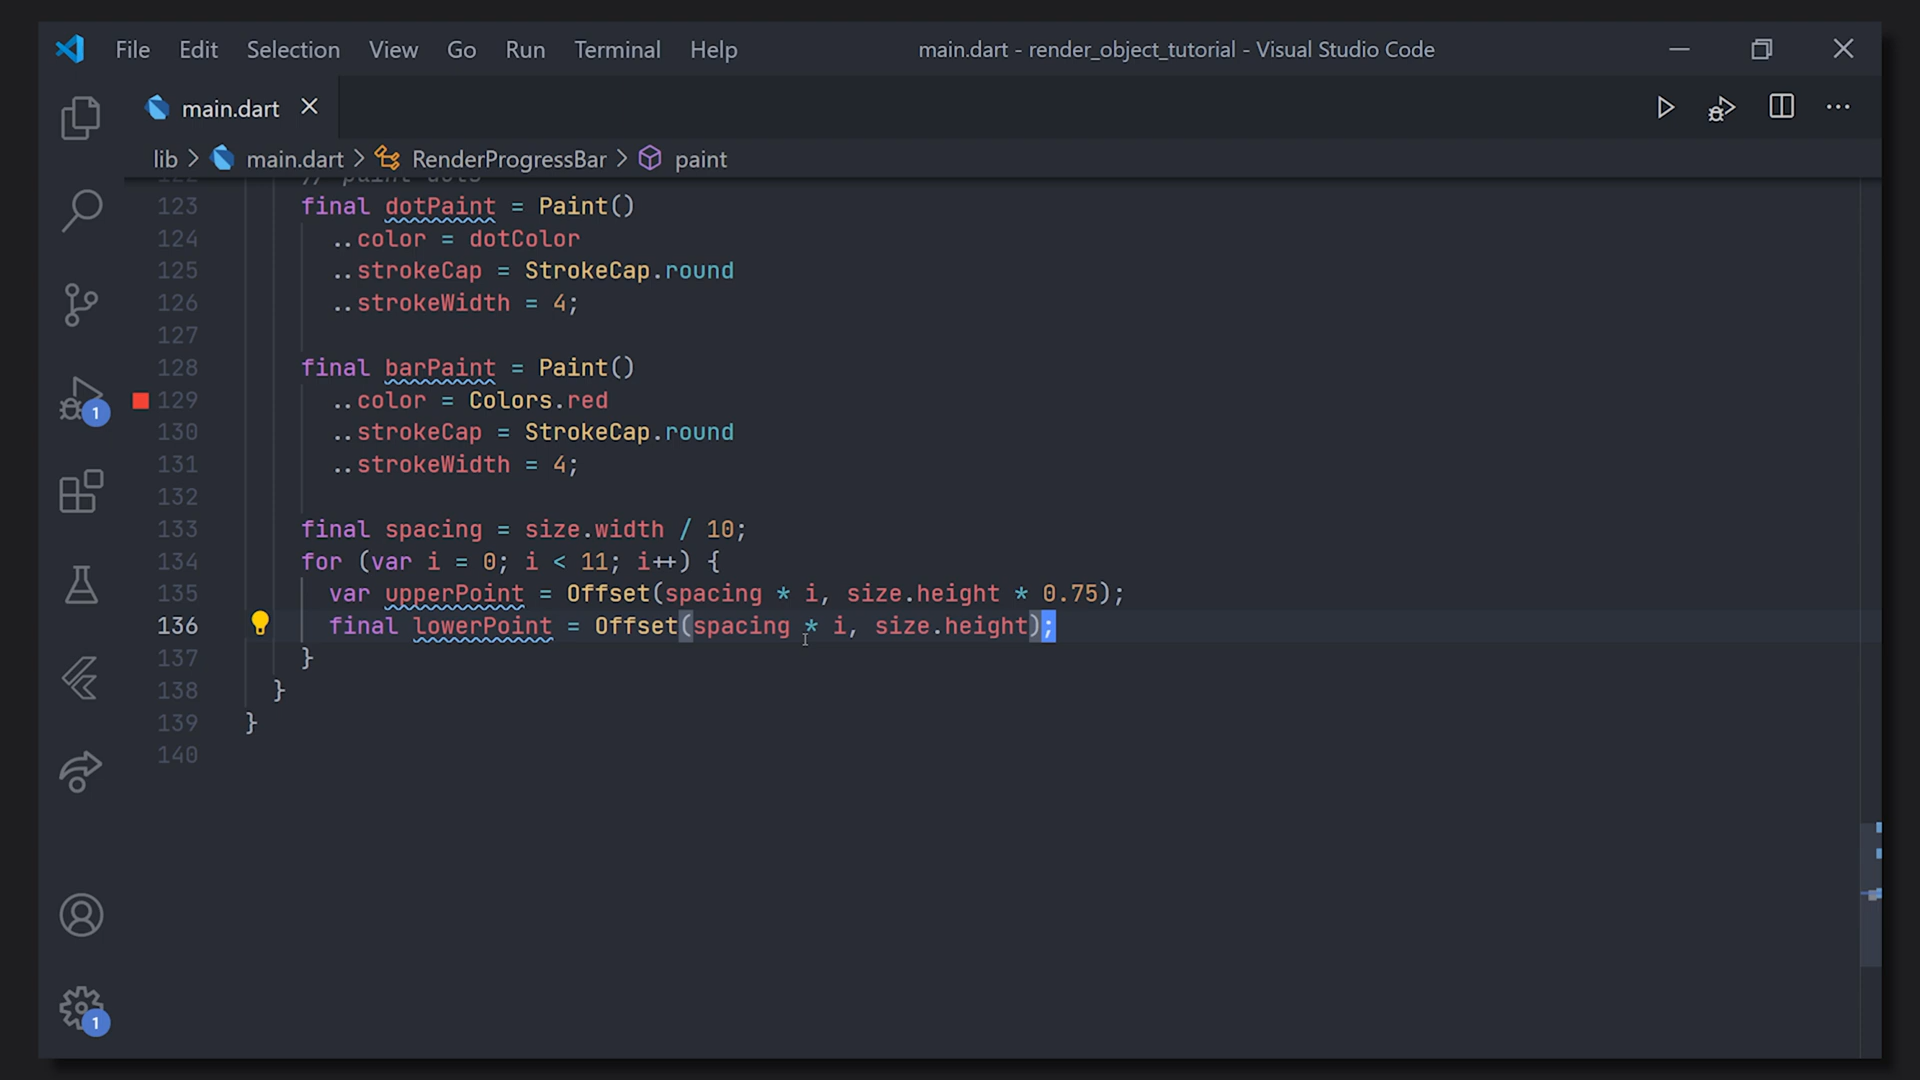 File Edit Selection View Go Run Terminal Help
main.dart - render_object_tutorial - Visual Studio Code
main.dart
lib > main.dart > RenderProgressBar > paint
122 // paint dots
123 final dotPaint = Paint()
124 ..color = dotColor
125 ..strokeCap = StrokeCap.round
126 ..strokeWidth = 4;
127
128 final barPaint = Paint()
129 ..color = Colors.red
130 ..strokeCap = StrokeCap.round
131 ..strokeWidth = 4;
132
133 final spacing = size.width / 10;
134 for (var i = 0; i < 11; i++) {
135 var upperPoint = Offset(spacing * i, size.height * 0.75);
136 final lowerPoint = Offset(spacing * i, size.height);
137 }
138 }
139 }
140
1
1